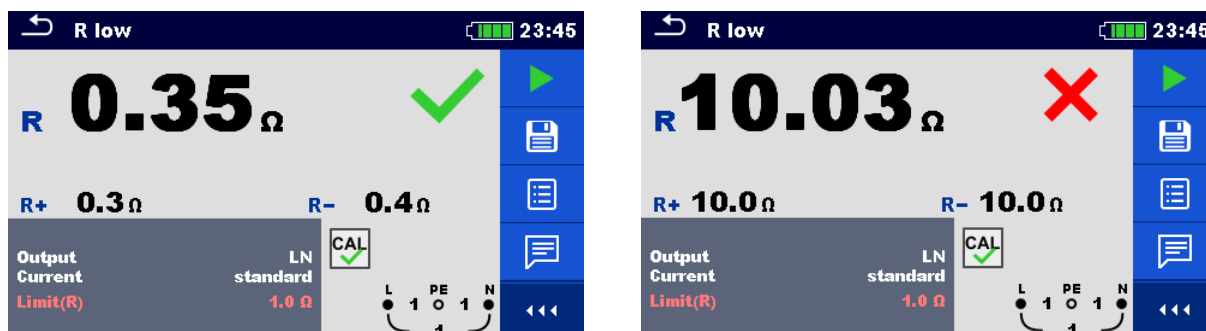 R low
23:45
R 0.35 Ω
R+ 0.3 Ω R- 0.4 Ω
Output LN
Current standard
Limit(R) 1.0 Ω
CAL
L PE N
1 1
1
R low
23:45
R 10.03 Ω
R+ 10.0 Ω R- 10.0 Ω
Output LN
Current standard
Limit(R) 1.0 Ω
CAL
L PE N
1 1
1